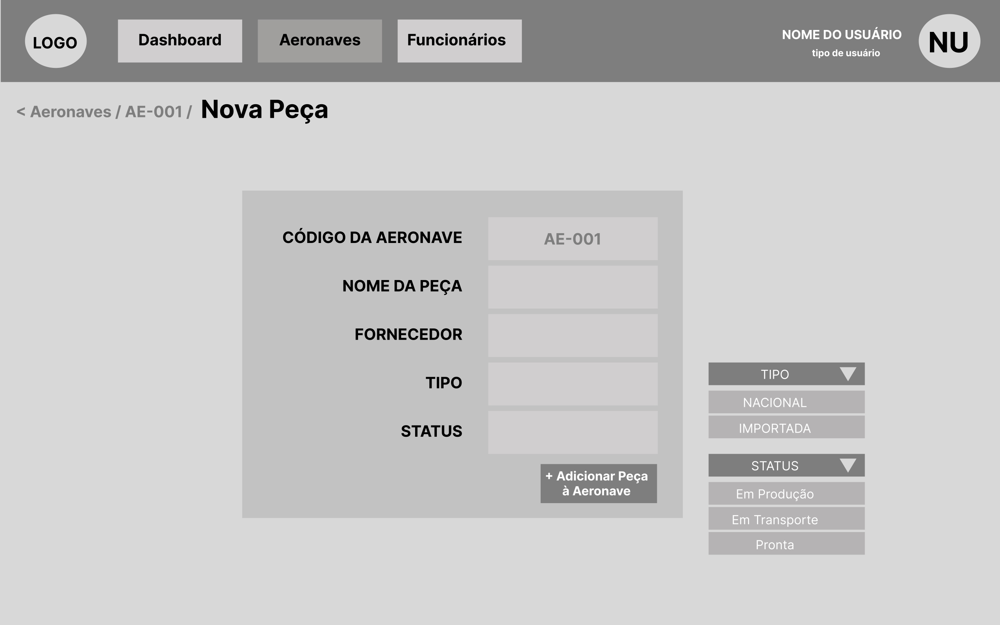 LOGO
Dashboard
Aeronaves
Funcionários
NOME DO USUÁRIO
tipo de usuário
NU
< Aeronaves / AE-001 / Nova Peça
CÓDIGO DA AERONAVE
AE-001
NOME DA PEÇA
FORNECEDOR
TIPO
STATUS
+ Adicionar Peça
à Aeronave
TIPO
NACIONAL
IMPORTADA
STATUS
Em Produção
Em Transporte
Pronta